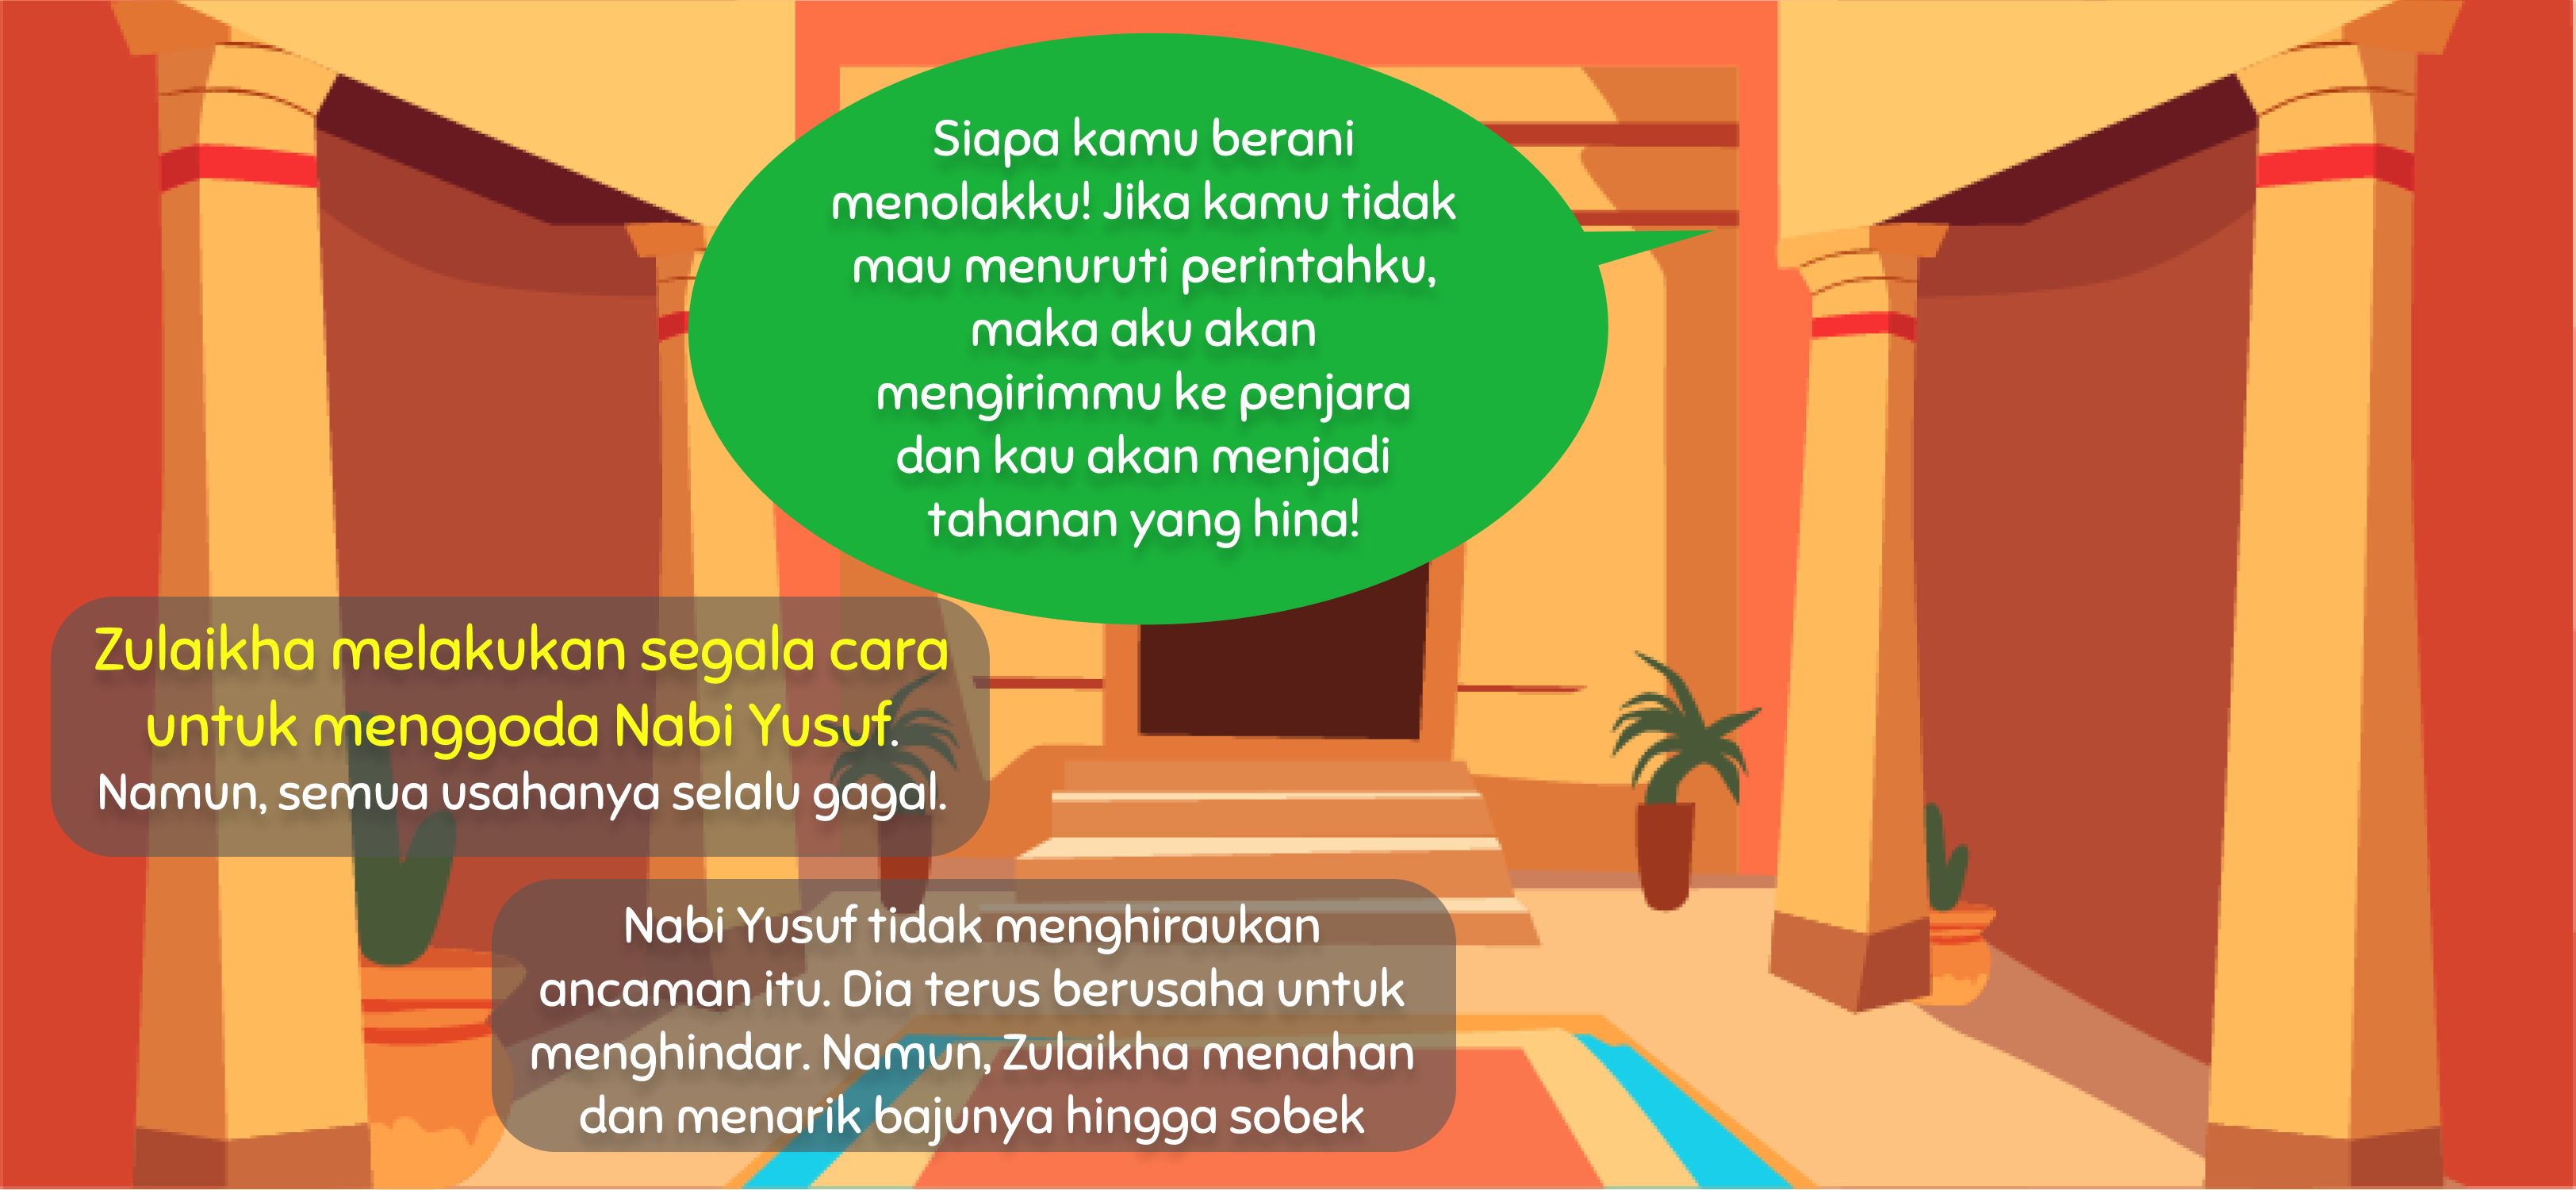 Siapa kamu berani
menolakku! Jika kamu tidak
mau menuruti perintahku,
maka aku akan
mengirimmu ke penjara
dan kau akan menjadi
tahanan yang hina!
Zulaikha melakukan segala cara
untuk menggoda Nabi Yusuf.
Namun, semua usahanya selalu gagal.
Nabi Yusuf tidak menghiraukan
ancaman itu. Dia terus berusaha untuk
menghindar. Namun, Zulaikha menahan
dan menarik bajunya hingga sobek